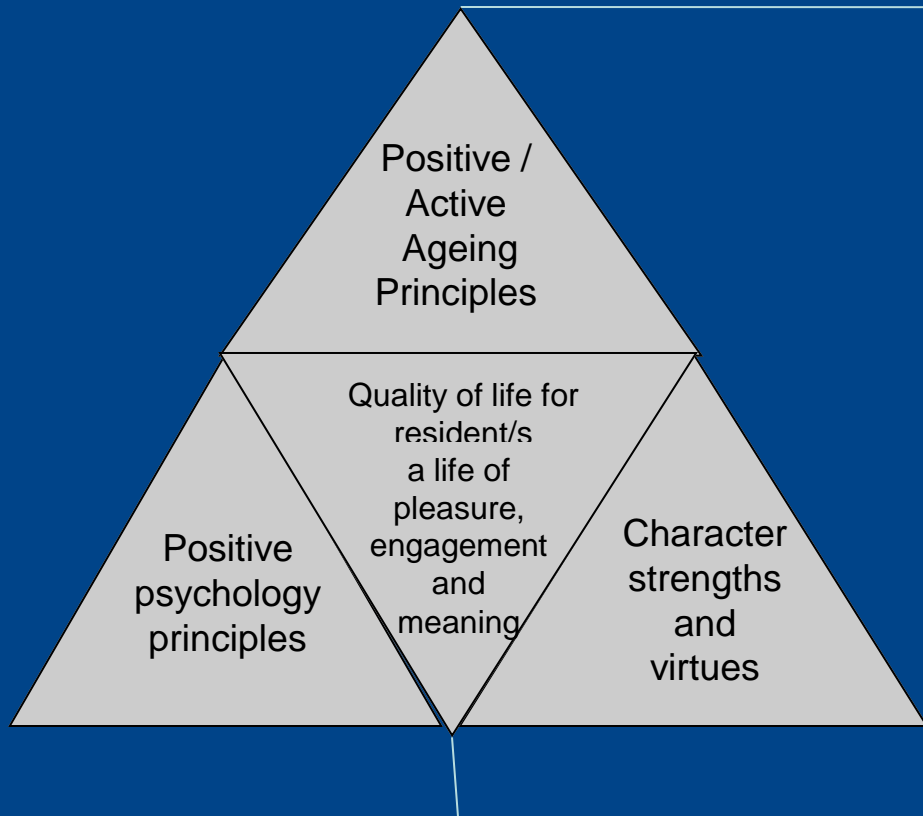 Positive /
Active
Ageing
Principles
Quality of life for
resident/s
a life of
pleasure,
engagement
and
meaning
Positive
psychology
principles
Character
strengths
and
virtues